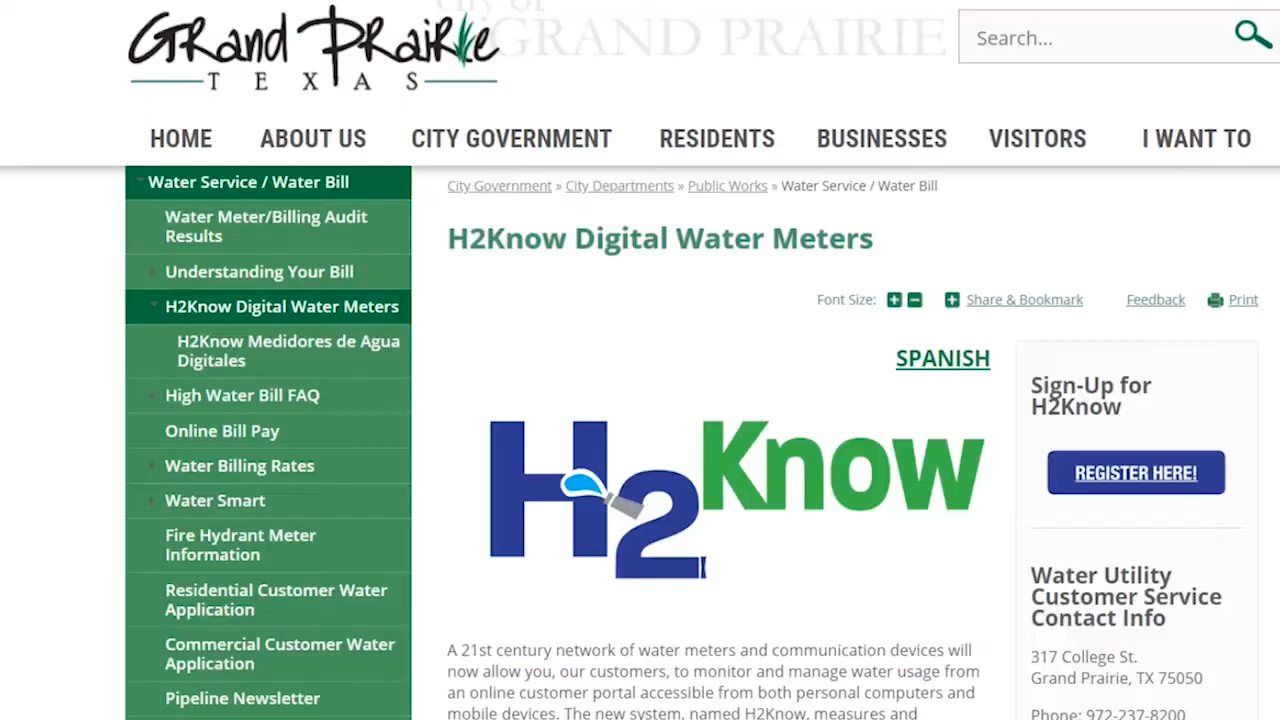 city of
GRAND PRAIRIE
Grand Prairie
TEXAS
Search...
HOME ABOUT US CITY GOVERNMENT RESIDENTS BUSINESSES VISITORS I WANT TO
Water Service / Water Bill
Water Meter/Billing Audit
Results
Understanding Your Bill
H2Know Digital Water Meters
H2Know Medidores de Agua
Digitales
High Water Bill FAQ
Online Bill Pay
Water Billing Rates
Water Smart
Fire Hydrant Meter
Information
Residential Customer Water
Application
Commercial Customer Water
Application
Pipeline Newsletter
City Government » City Departments » Public Works » Water Service / Water Bill
H2Know Digital Water Meters
Font Size: Share & Bookmark Feedback Print
SPANISH
H2Know
A 21st century network of water meters and communication devices will
now allow you, our customers, to monitor and manage water usage from
an online customer portal accessible from both personal computers and
mobile devices. The new system, named H2Know, measures and
Sign-Up for
H2Know
REGISTER HERE!
Water Utility
Customer Service
Contact Info
317 College St.
Grand Prairie, TX 75050
Phone: 972-237-8200